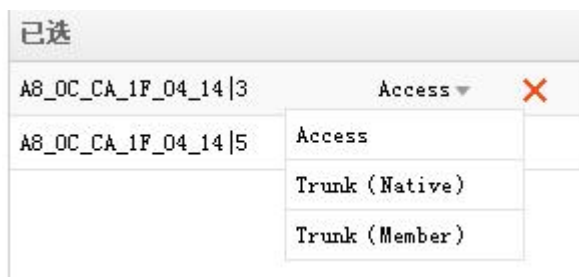 已选
A8_0C_CA_1F_04_14|3 Access
A8_0C_CA_1F_04_14|5
Access
Trunk (Native)
Trunk (Member)